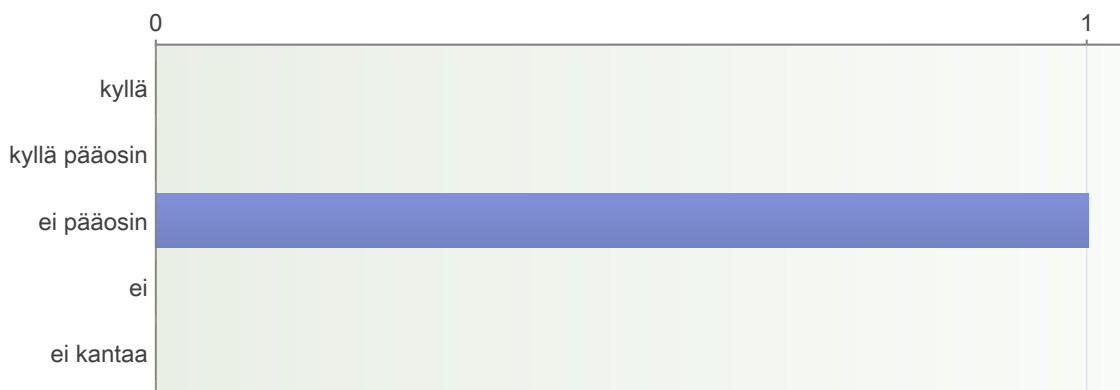 0 1
kyllä
kyllä pääosin
ei pääosin
ei
ei kantaa